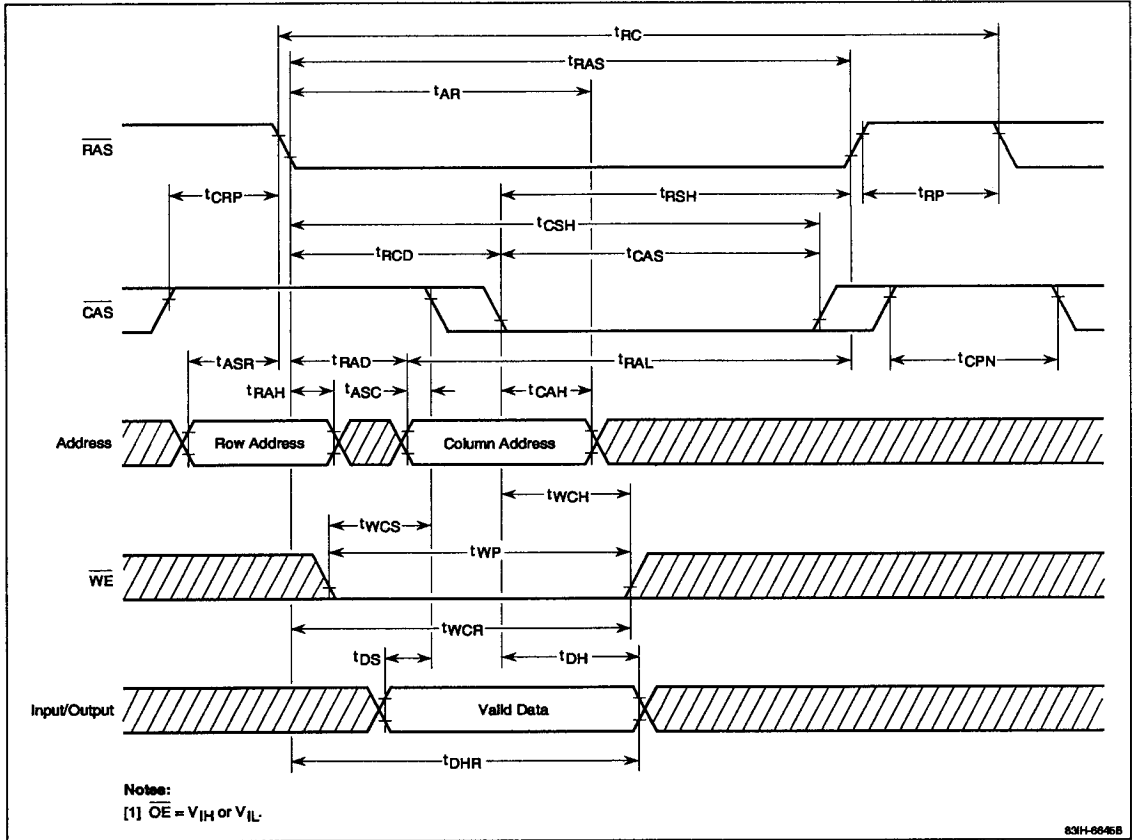 tRC
tRAS
tAR
RAS
tCRP
tRSH
tRP
tCSH
tRCD
tCAS
CAS
tASR
tRAD
tRAL
tCPN
tRAH
tASC
tCAH
Address
Row Address
Column Address
tWCH
tWCS
tWP
WE
tWCR
tDS
tDH
Input/Output
Valid Data
tDHR
Notes:
[1] OE = VIH or VIL.
83IH-6645B